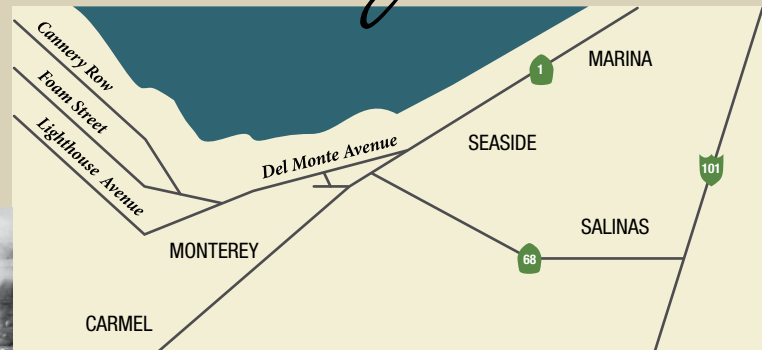 Cannery Row
Foam Street
Lighthouse Avenue
Del Monte Avenue
1
MARINA
SEASIDE
101
SALINAS
MONTEREY
68
CARMEL